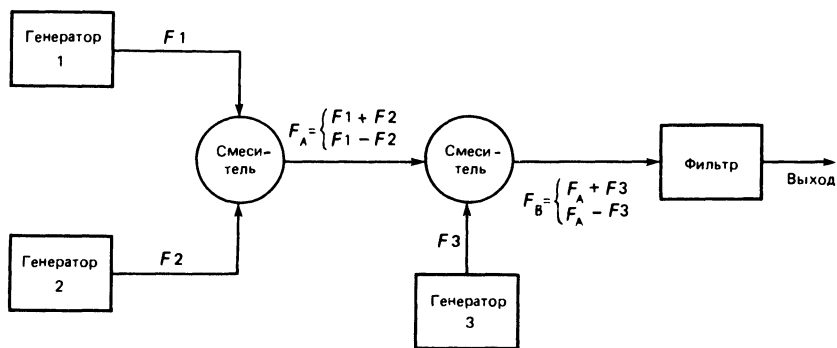 Генератор
1
F1
Смеси-
тель
F_A = { F1 + F2
F1 - F2
Смеси-
тель
F_B = { F_A + F3
F_A - F3
Фильтр
Выход
Генератор
2
F2
F3
Генератор
3